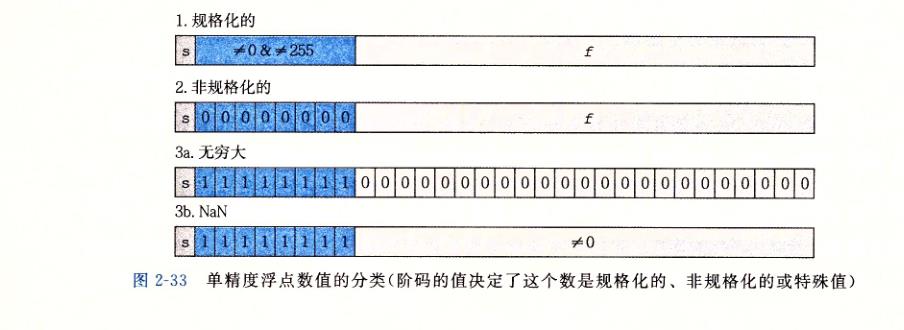 1. 规格化的
s ≠0&≠255 f
2. 非规格化的
s 0 0 0 0 0 0 0 0 f
3a. 无穷大
s 1 1 1 1 1 1 1 1 0 0 0 0 0 0 0 0 0 0 0 0 0 0 0 0 0 0 0 0 0 0 0
3b. NaN
s 1 1 1 1 1 1 1 1 ≠0
图 2-33 单精度浮点数值的分类(阶码的值决定了这个数是规格化的、非规格化的或特殊值)